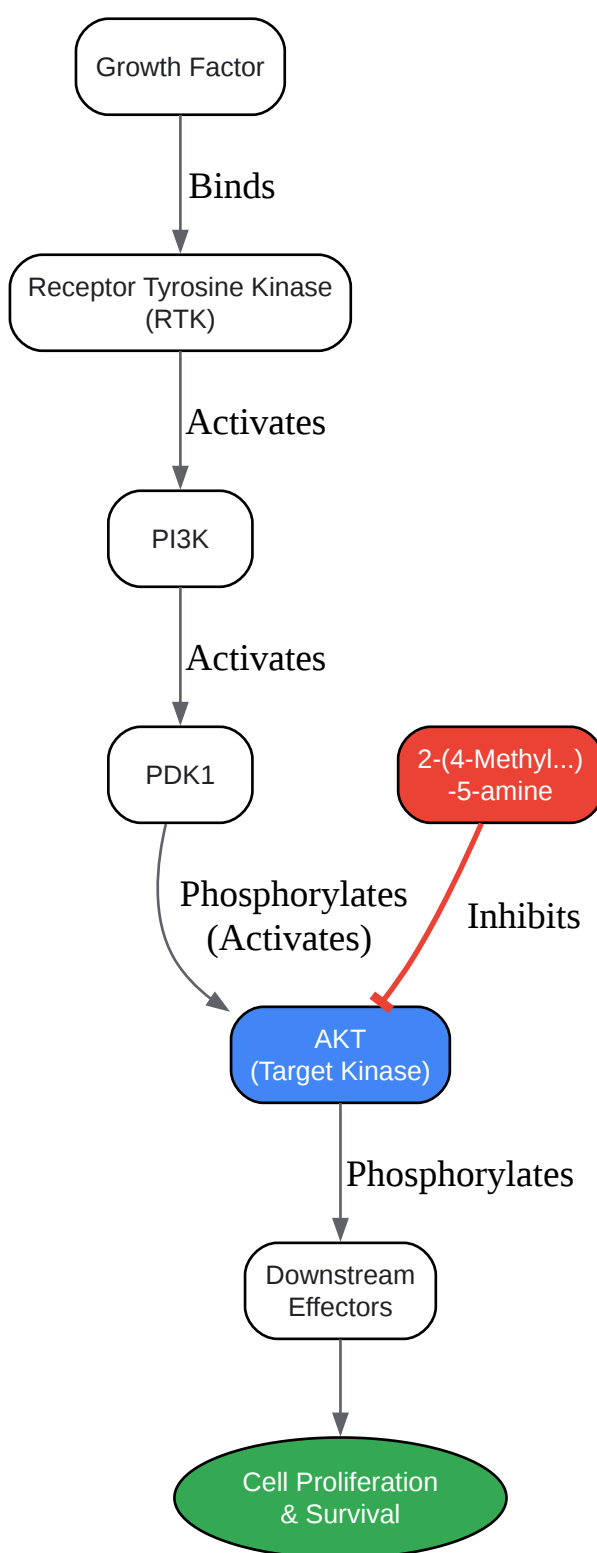 Growth Factor
Binds
Receptor Tyrosine Kinase
(RTK)
Activates
PI3K
Activates
PDK1
2-(4-Methyl...)
-5-amine
Phosphorylates
(Activates)
Inhibits
AKT
(Target Kinase)
Phosphorylates
Downstream
Effectors
Cell Proliferation
& Survival